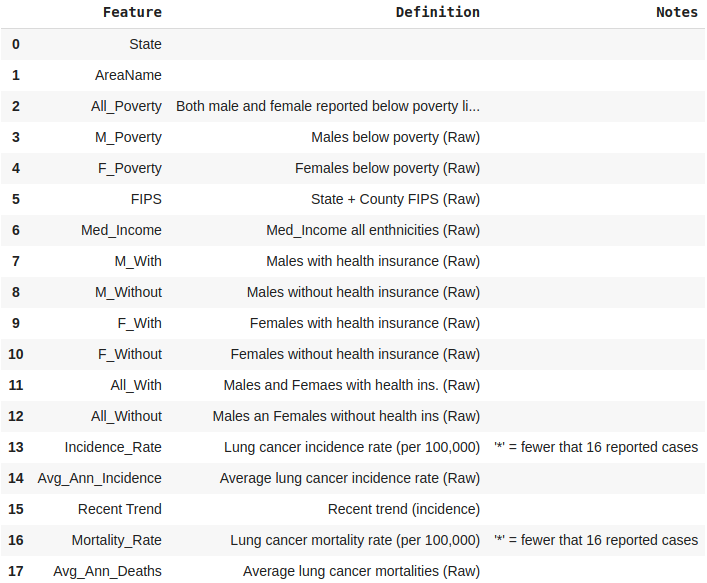 Feature Definition Notes
0 State
1 AreaName
2 All_Poverty Both male and female reported below poverty li...
3 M_Poverty Males below poverty (Raw)
4 F_Poverty Females below poverty (Raw)
5 FIPS State + County FIPS (Raw)
6 Med_Income Med_Income all enthnicities (Raw)
7 M_With Males with health insurance (Raw)
8 M_Without Males without health insurance (Raw)
9 F_With Females with health insurance (Raw)
10 F_Without Females without health insurance (Raw)
11 All_With Males and Femaes with health ins. (Raw)
12 All_Without Males an Females without health ins (Raw)
13 Incidence_Rate Lung cancer incidence rate (per 100,000) '*' = fewer that 16 reported cases
14 Avg_Ann_Incidence Average lung cancer incidence rate (Raw)
15 Recent Trend Recent trend (incidence)
16 Mortality_Rate Lung cancer mortality rate (per 100,000) '*' = fewer that 16 reported cases
17 Avg_Ann_Deaths Average lung cancer mortalities (Raw)